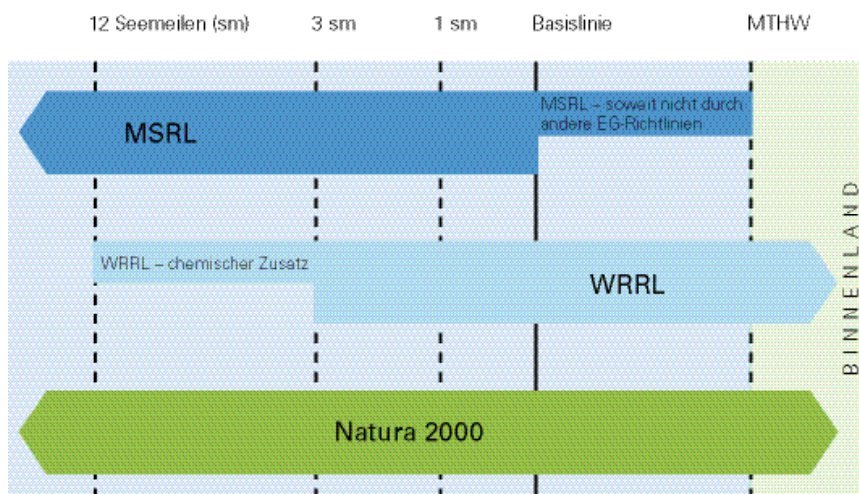 12 Seemeilen (sm) 3 sm 1 sm Basislinie MTHW
MSRL – soweit nicht durch
andere EG-Richtlinien
MSRL
WRRL – chemischer Zusatz
WRRL
BINNENLAND
Natura 2000